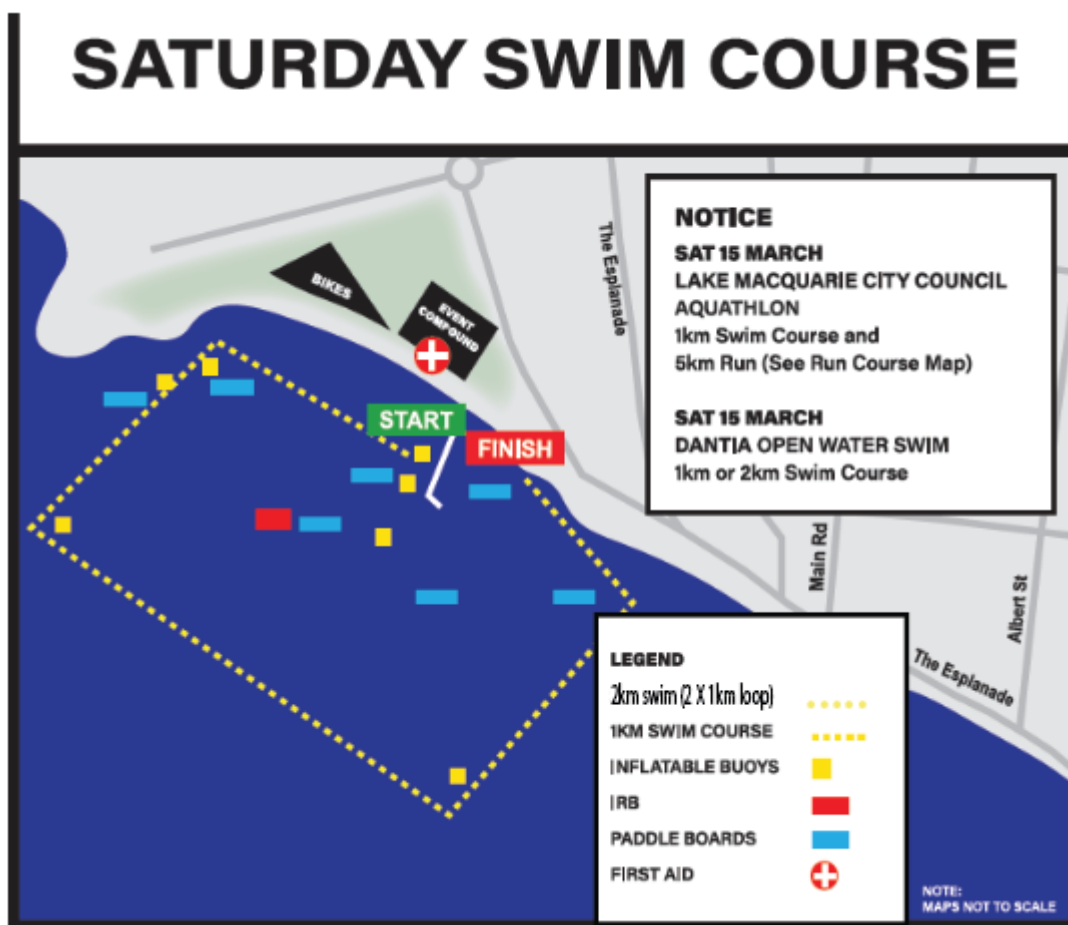 SATURDAY SWIM COURSE
The Esplanade
NOTICE
SAT 15 MARCH
LAKE MACQUARIE CITY COUNCIL
AQUATHLON
1km Swim Course and
5km Run (See Run Course Map)
SAT 15 MARCH
DANTIA OPEN WATER SWIM
1km or 2km Swim Course
BIKES
EVENT
COMPOUND
START
FINISH
Main Rd
Albert St
The Esplanade
LEGEND
2km swim (2 X 1km loop)
1KM SWIM COURSE
INFLATABLE BUOYS
IRB
PADDLE BOARDS
FIRST AID
NOTE:
MAPS NOT TO SCALE